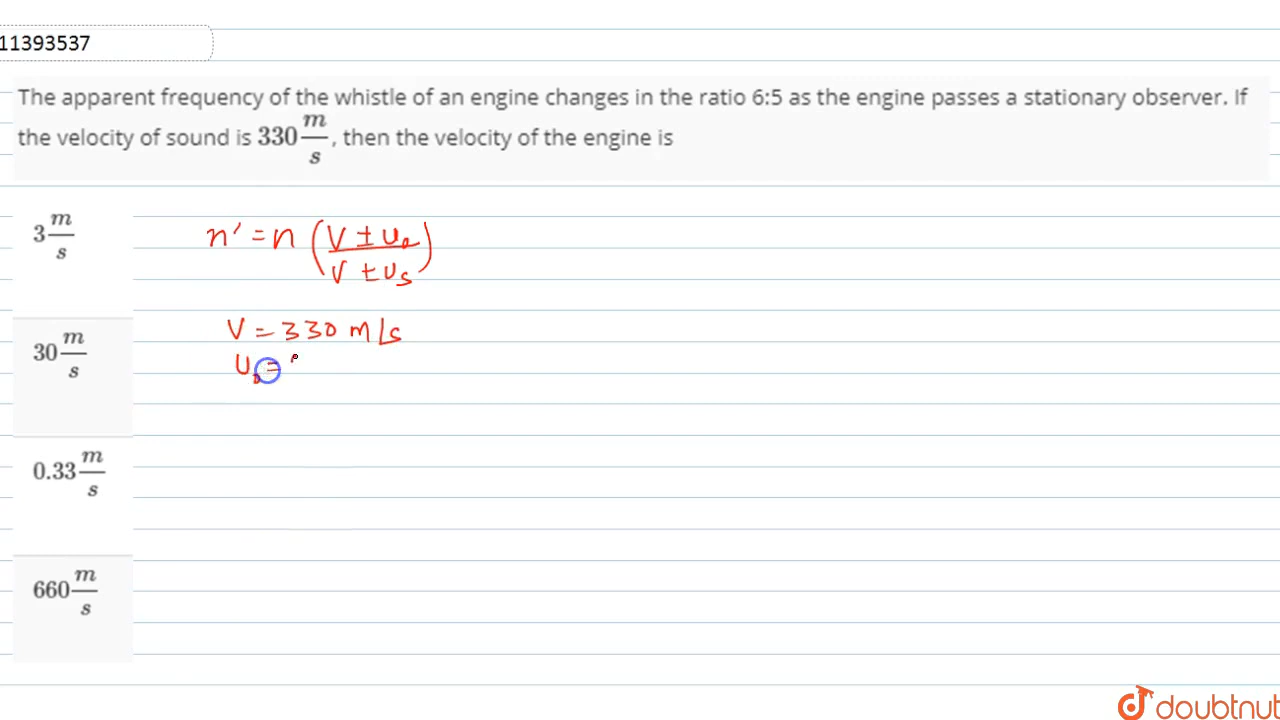 11393537
The apparent frequency of the whistle of an engine changes in the ratio 6:5 as the engine passes a stationary observer. If
the velocity of sound is 330 m/s, then the velocity of the engine is
3 m/s
n' = n (V ± u₀ / V ± us)
V = 330 m/s
30 m/s
U₀ =
0.33 m/s
660 m/s
doubtnut